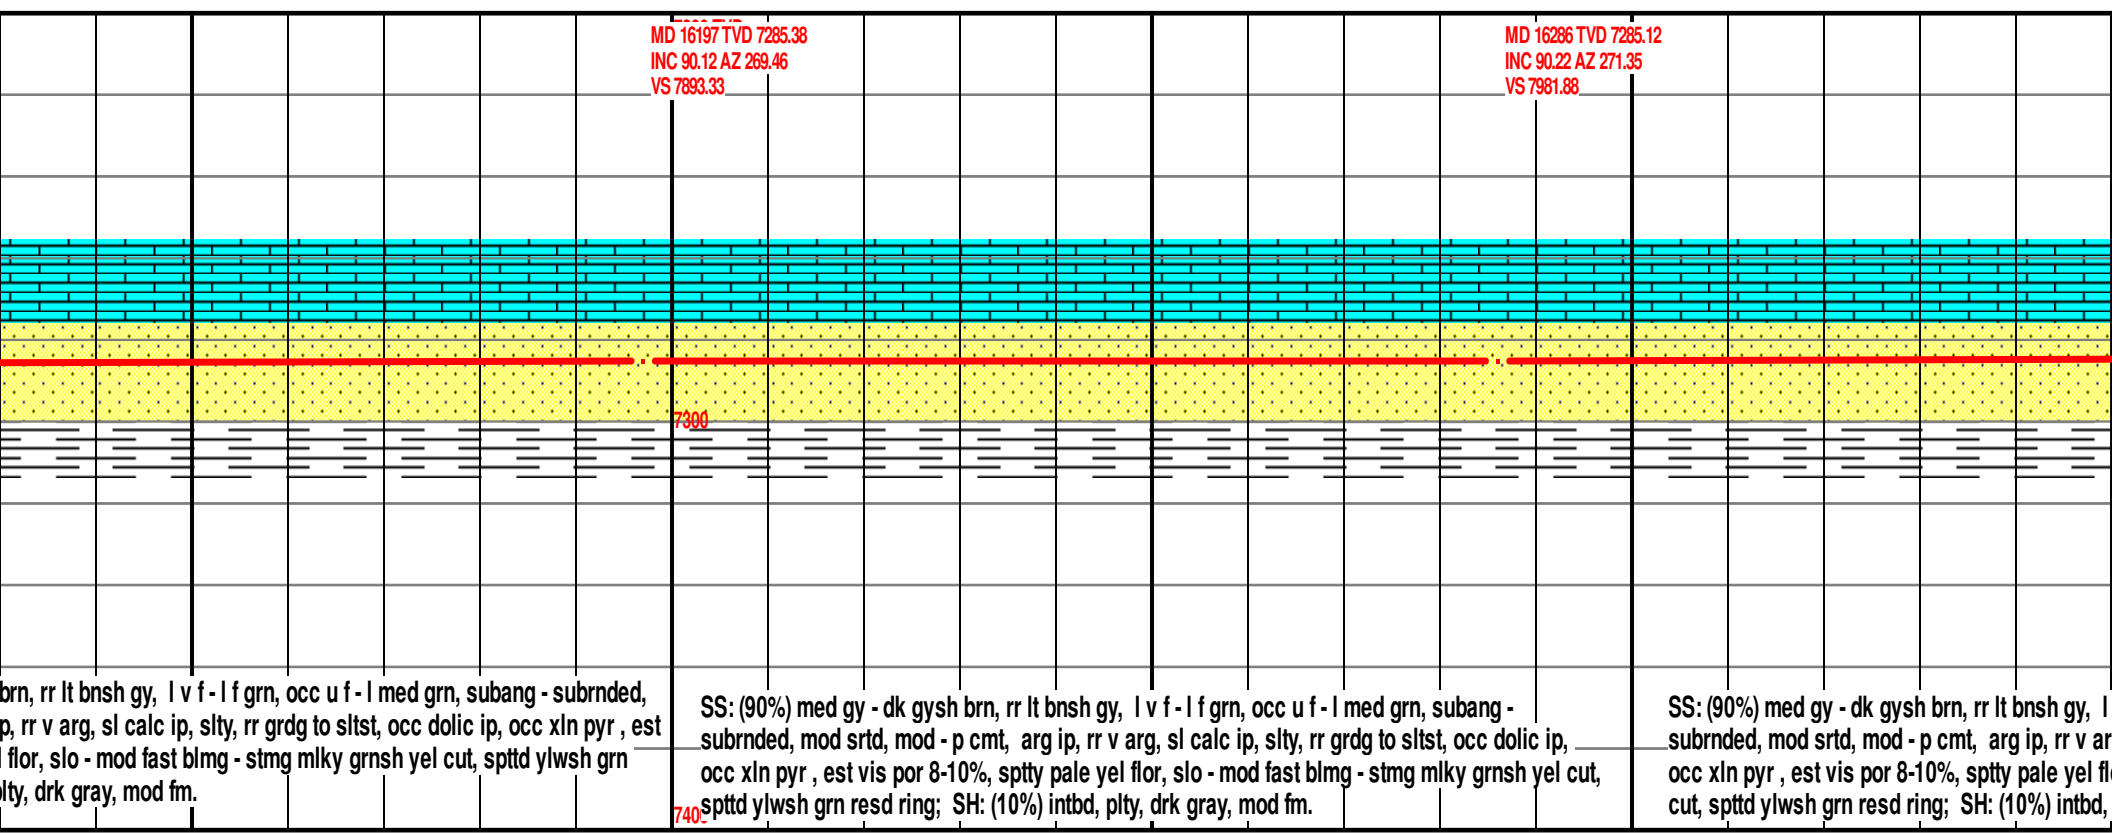 7200 TVD
MD 16197 TVD 7285.38
INC 90.12 AZ 269.46
VS 7893.33
MD 16286 TVD 7285.12
INC 90.22 AZ 271.35
VS 7981.88
7300
brn, rr lt bnsh gy, l v f - l f grn, occ u f - l med grn, subang - subrnded,
p, rr v arg, sl calc ip, slty, rr grdg to sltst, occ dolic ip, occ xln pyr , est
flor, slo - mod fast blmg - stmg mlky grnsh yel cut, spttd ylwsh grn
plty, drk gray, mod fm.
SS: (90%) med gy - dk gysh brn, rr lt bnsh gy, l v f - l f grn, occ u f - l med grn, subang -
subrnded, mod srtd, mod - p cmt, arg ip, rr v arg, sl calc ip, slty, rr grdg to sltst, occ dolic ip,
occ xln pyr , est vis por 8-10%, sptty pale yel flor, slo - mod fast blmg - stmg mlky grnsh yel cut,
spttd ylwsh grn resd ring; SH: (10%) intbd, plty, drk gray, mod fm.
SS: (90%) med gy - dk gysh brn, rr lt bnsh gy, l
subrnded, mod srtd, mod - p cmt, arg ip, rr v ar
occ xln pyr , est vis por 8-10%, sptty pale yel fl
cut, spttd ylwsh grn resd ring; SH: (10%) intbd,
740